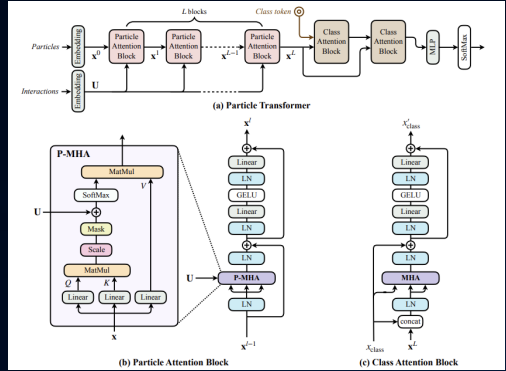 L blocks
Class token
Particles
Embedding
x⁰
Particle
Attention
Block
x¹
Particle
Attention
Block
x^{L−1}
Particle
Attention
Block
x^L
Class
Attention
Block
Class
Attention
Block
MLP
SoftMax
Interactions
Embedding
U
(a) Particle Transformer
P-MHA
MatMul
V
SoftMax
U
Mask
Scale
MatMul
Q
K
Linear
Linear
Linear
x
(b) Particle Attention Block
x^l
Linear
LN
GELU
Linear
LN
LN
U
P-MHA
LN
x^{l−1}
(c) Class Attention Block
x′class
Linear
LN
GELU
Linear
LN
LN
MHA
LN
concat
xclass
x^L